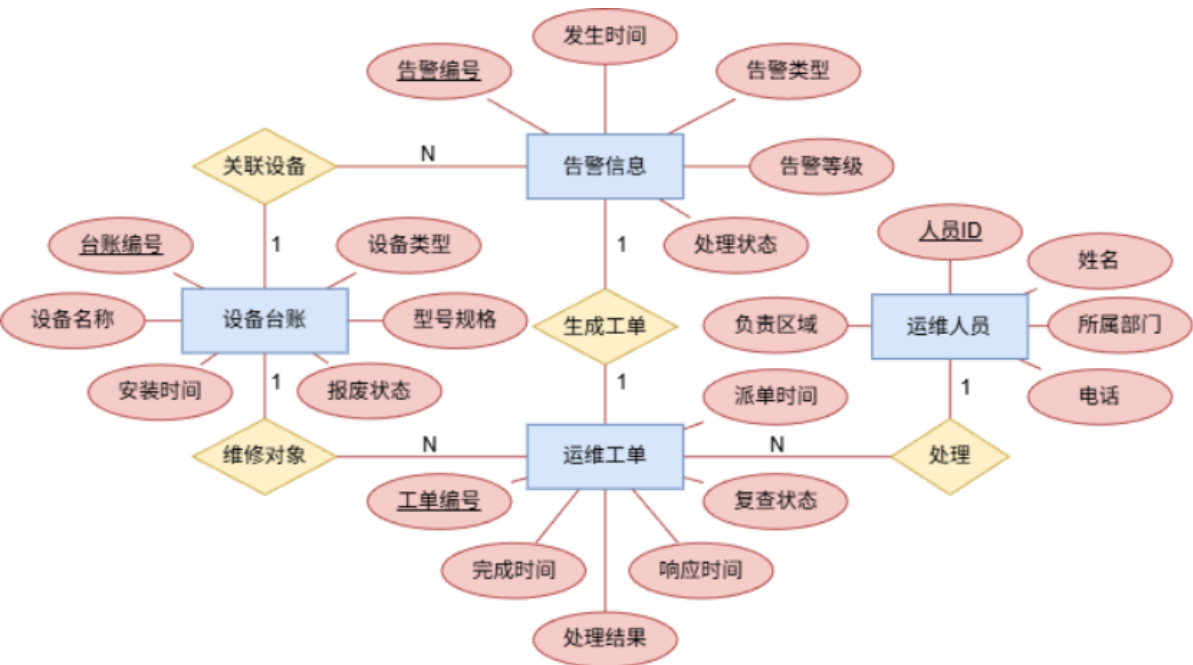 发生时间
告警编号
告警类型
关联设备
N
告警信息
告警等级
人员ID
台账编号
1
设备类型
1
处理状态
姓名
设备名称
设备台账
型号规格
生成工单
负责区域
运维人员
所属部门
安装时间
1
报废状态
1
派单时间
1
电话
维修对象
N
运维工单
N
处理
工单编号
复查状态
完成时间
响应时间
处理结果